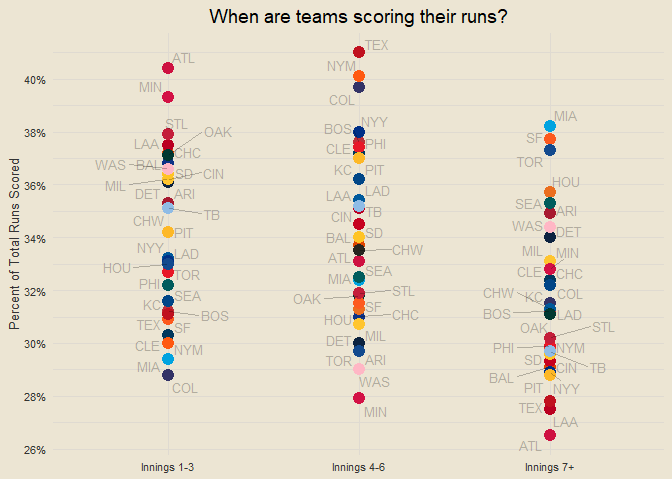 When are teams scoring their runs?
Percent of Total Runs Scored
40%
38%
36%
34%
32%
30%
28%
26%
ATL
MIN
STL
OAK
LAA
CHC
WAS
BAL
SD
CIN
MIL
DET
ARI
TB
CHW
PIT
NYY
LAD
HOU
TOR
PHI
SEA
KC
BOS
TEX
SF
CLE
NYM
MIA
COL
TEX
NYM
COL
NYY
BOS
PHI
CLE
KC
PIT
LAD
LAA
TB
CIN
SD
BAL
CHW
ATL
SEA
MIA
STL
OAK
SF
HOU
CHC
DET
MIL
TOR
ARI
WAS
MIN
MIA
SF
TOR
HOU
SEA
ARI
WAS
DET
MIL
MIN
CLE
CHC
CHW
KC
COL
BOS
LAD
OAK
STL
PHI
NYM
SD
CIN
TB
BAL
PIT
NYY
TEX
LAA
ATL
Innings 1-3
Innings 4-6
Innings 7+